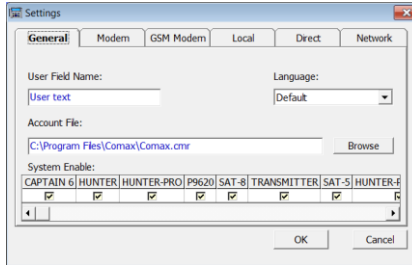 Settings
General Modem GSM Modem Local Direct Network
User Field Name: Language:
User text Default
Account File:
C:\Program Files\Comax\Comax.cmr Browse
System Enable:
CAPTAIN 6 HUNTER HUNTER-PRO P9620 SAT-8 TRANSMITTER SAT-5
OK Cancel